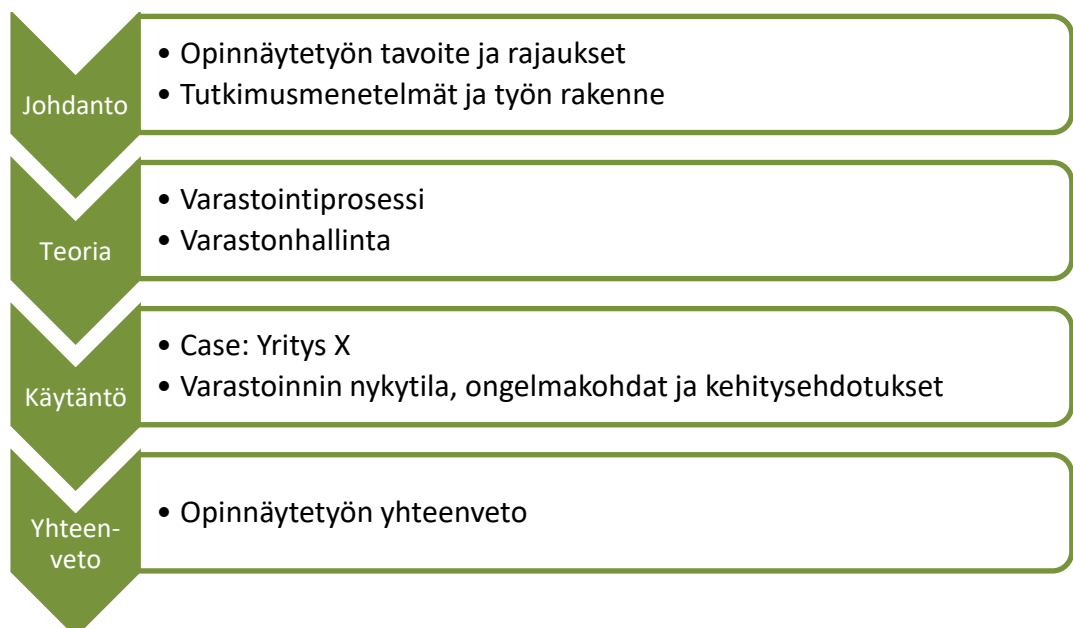 Johdanto
• Opinnäytetyön tavoite ja rajaukset
• Tutkimusmenetelmät ja työn rakenne
Teoria
• Varastointiprosessi
• Varastonhallinta
Käytäntö
• Case: Yritys X
• Varastoinnin nykytila, ongelmakohdat ja kehitysehdotukset
Yhteen-
veto
• Opinnäytetyön yhteenveto